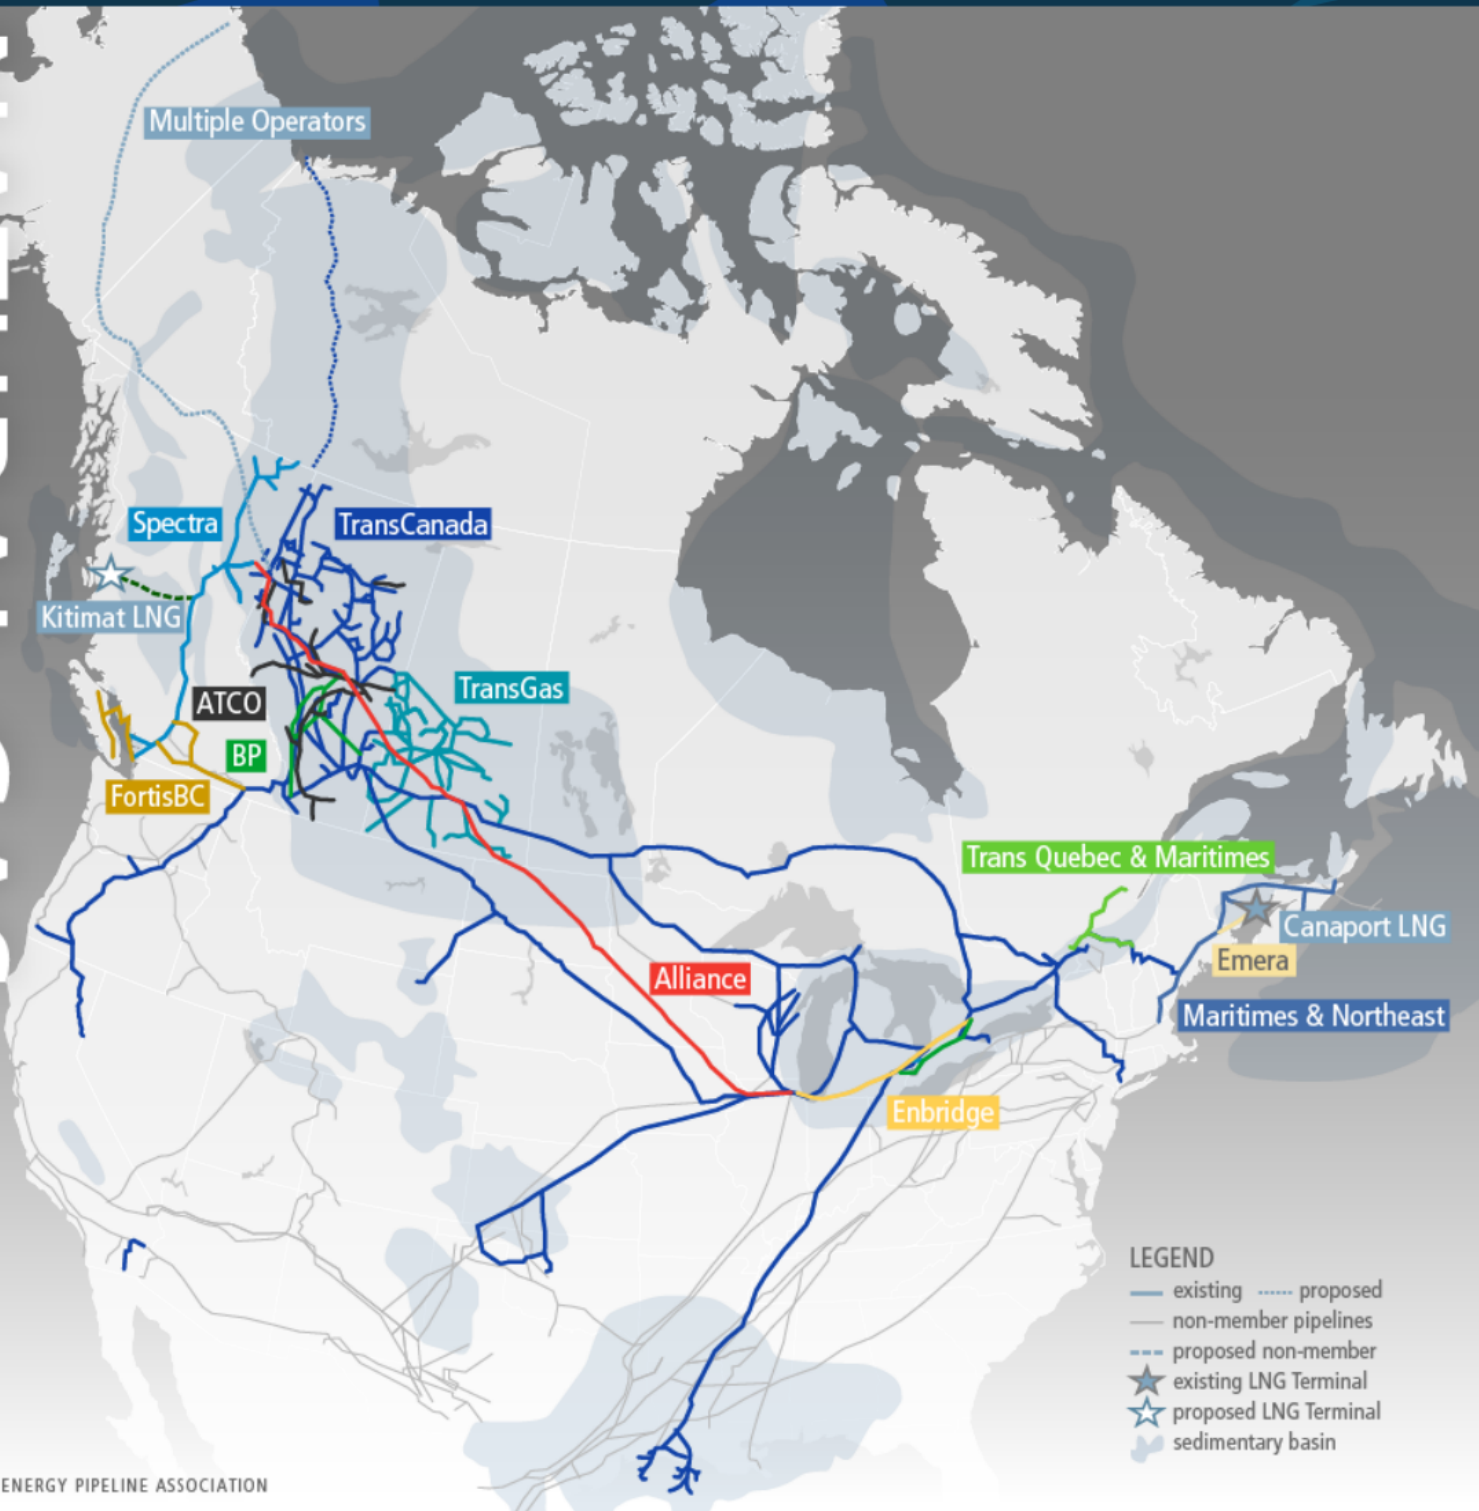 Multiple Operators
Spectra
TransCanada
Kitimat LNG
TransGas
ATCO
BP
FortisBC
Trans Quebec & Maritimes
Canaport LNG
Emera
Alliance
Maritimes & Northeast
Enbridge
LEGEND
existing proposed
non-member pipelines
proposed non-member
existing LNG Terminal
proposed LNG Terminal
sedimentary basin
ENERGY PIPELINE ASSOCIATION